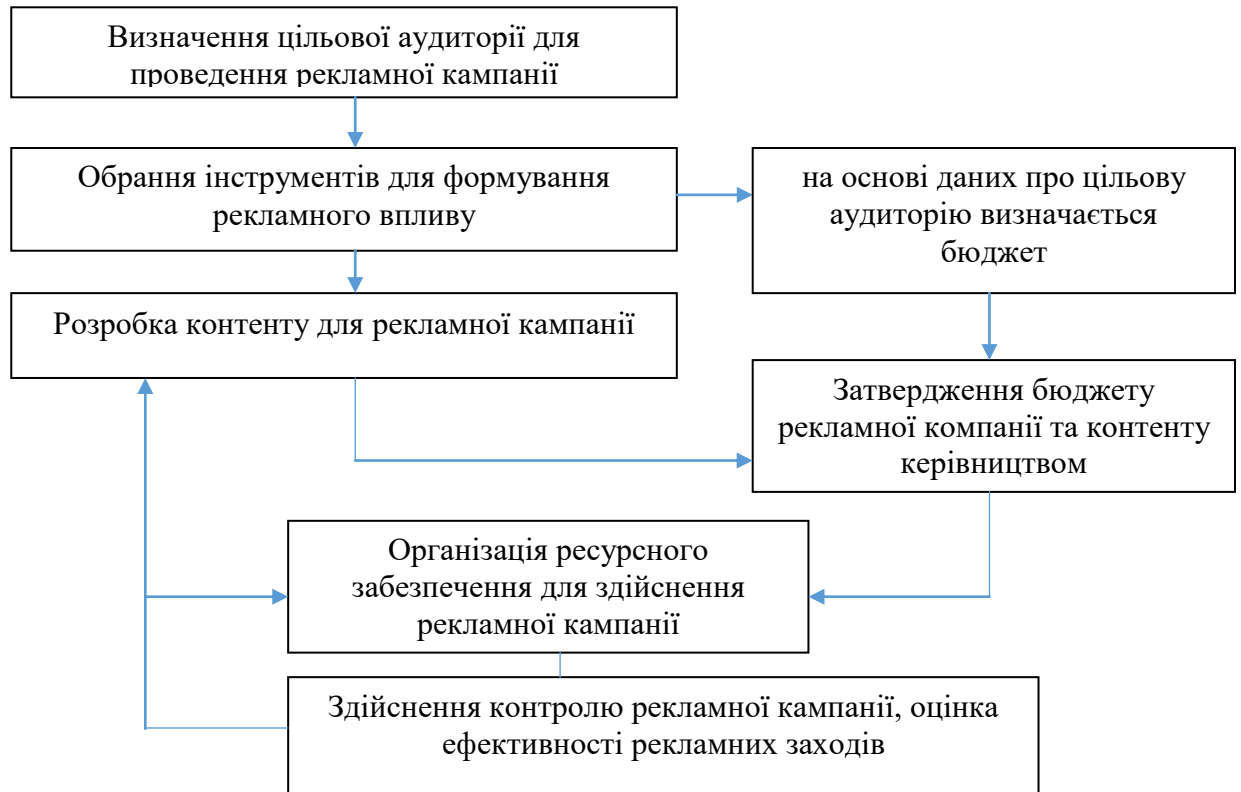 Визначення цільової аудиторії для
проведення рекламної кампанії
Обрання інструментів для формування
рекламного впливу
на основі даних про цільову
аудиторію визначається
бюджет
Розробка контенту для рекламної кампанії
Затвердження бюджету
рекламної компанії та контенту
керівництвом
Організація ресурсного
забезпечення для здійснення
рекламної кампанії
Здійснення контролю рекламної кампанії, оцінка
ефективності рекламних заходів